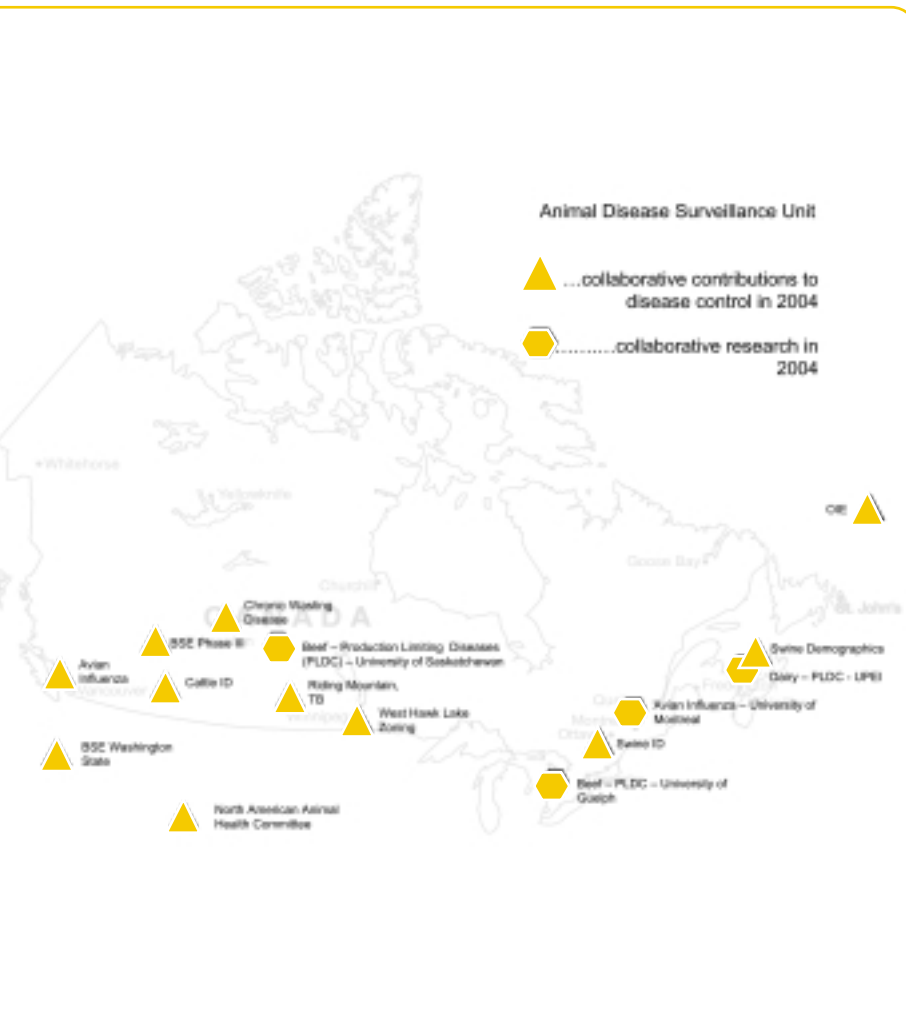 Animal Disease Surveillance Unit
...collaborative contributions to
disease control in 2004
..........collaborative research in
2004
Whitehorse
Yellowknife
OIE
Goose Bay
Churchill
St. John's
CANADA
Chronic Wasting
Disease
BSE Phase III
Beef – Production Limiting Diseases
(PLDC) – University of Saskatchewan
Swine Demographics
Avian
Influenza
Vancouver
Cattle ID
Riding Mountain,
TB
Dairy – PLDC - UPEI
West Hawk Lake
Zoning
Winnipeg
Avian Influenza – University of
Montreal
Ottawa
Swine ID
BSE Washington
State
Beef – PLDC – University of
Guelph
North American Animal
Health Committee